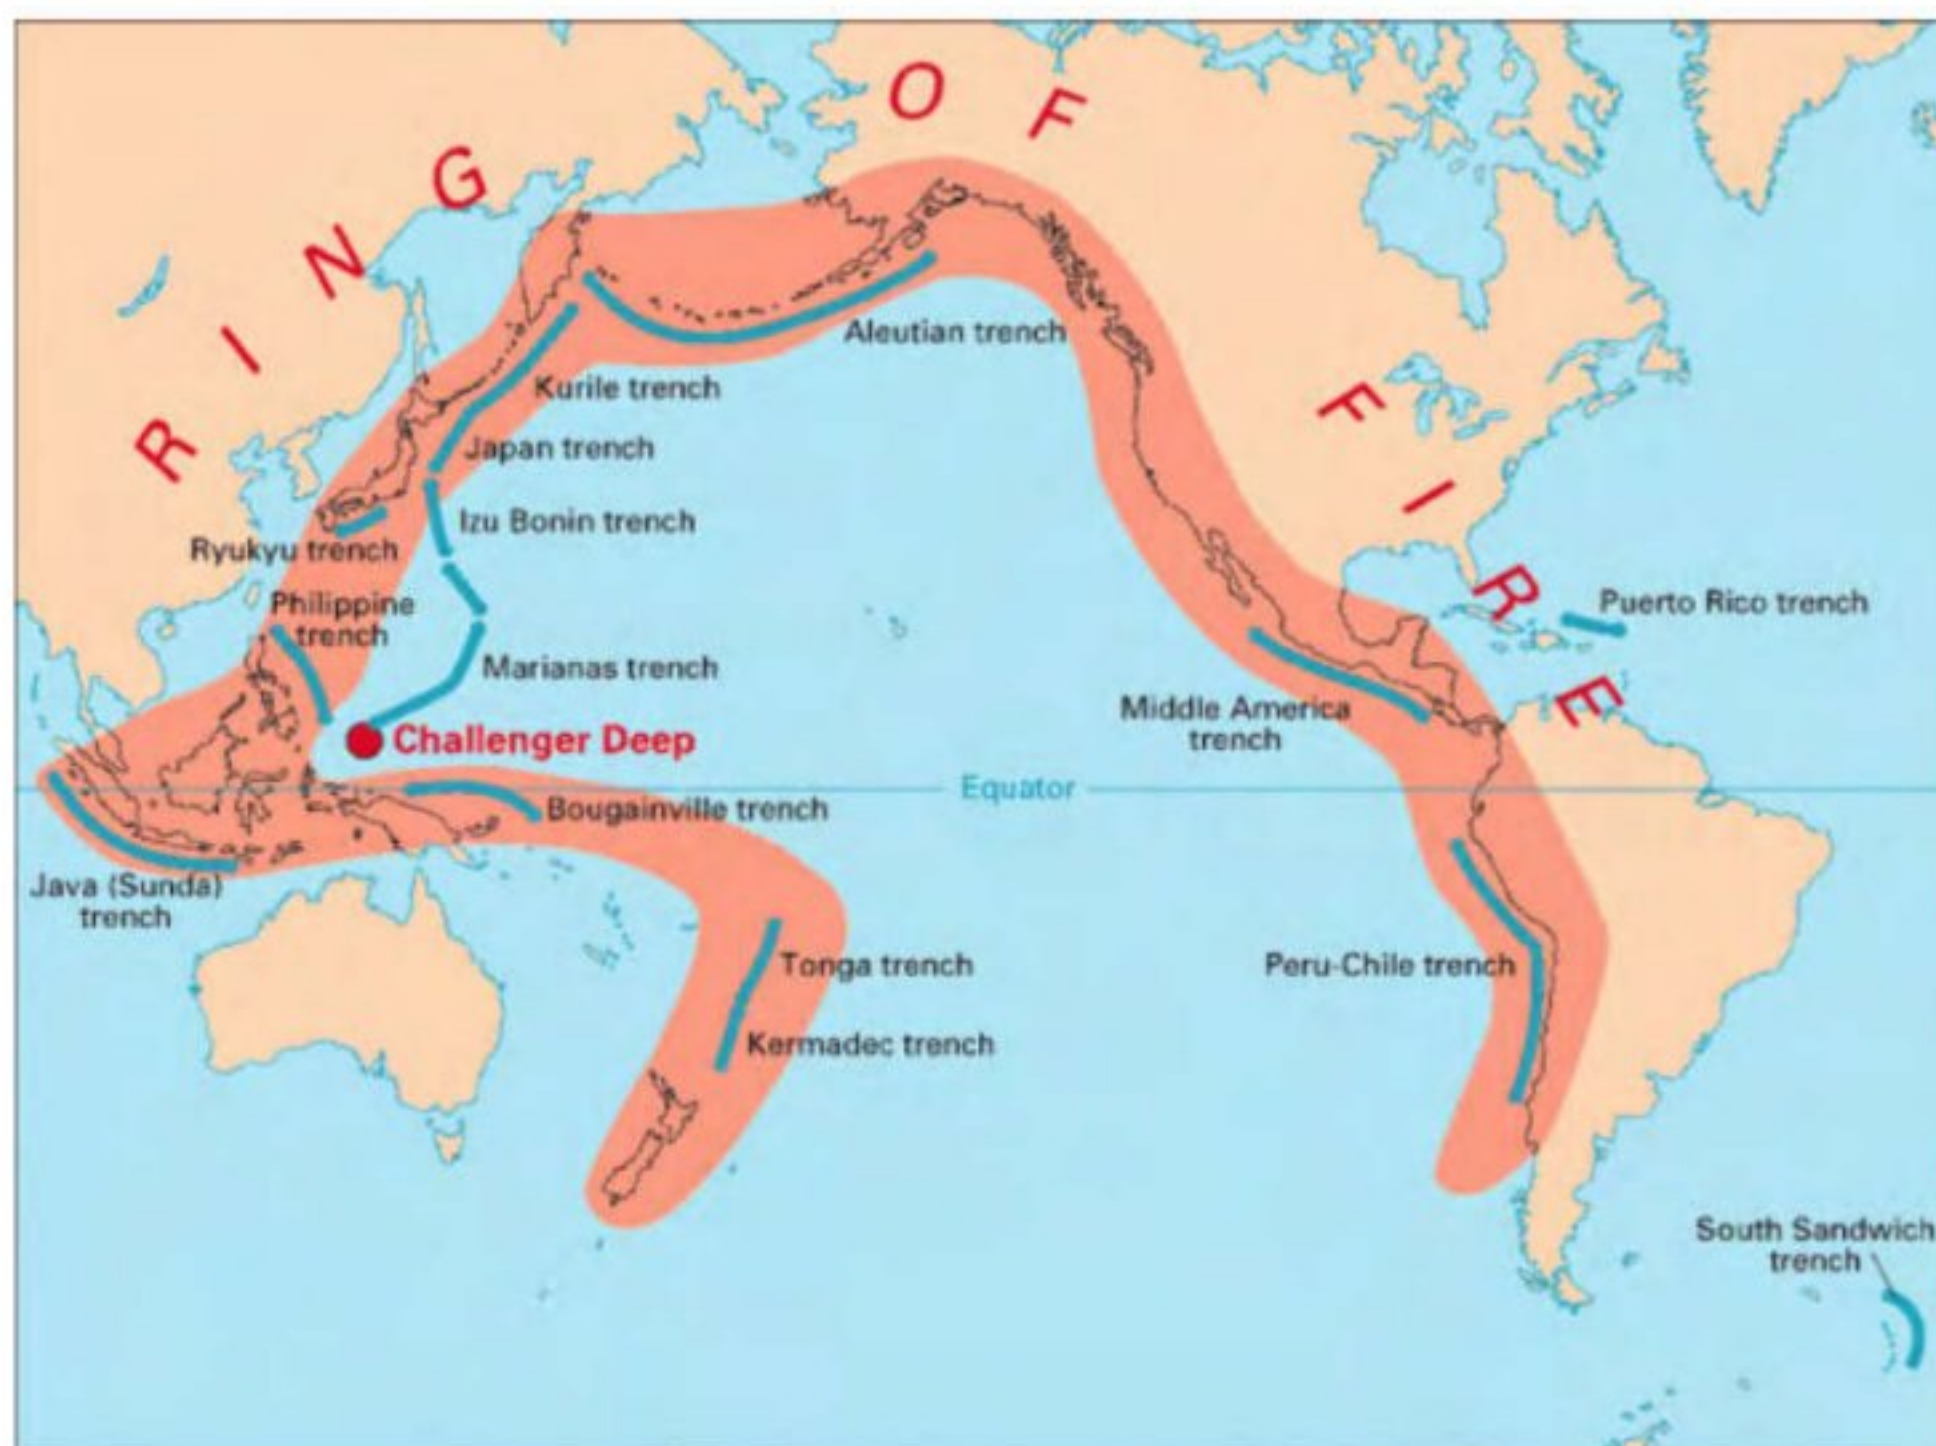 RING OF FIRE
Aleutian trench
Kurile trench
Japan trench
Izu Bonin trench
Ryukyu trench
Philippine
trench
Marianas trench
Challenger Deep
Puerto Rico trench
Middle America
trench
Equator
Bougainville trench
Java (Sunda)
trench
Tonga trench
Kermadec trench
Peru-Chile trench
South Sandwich
trench